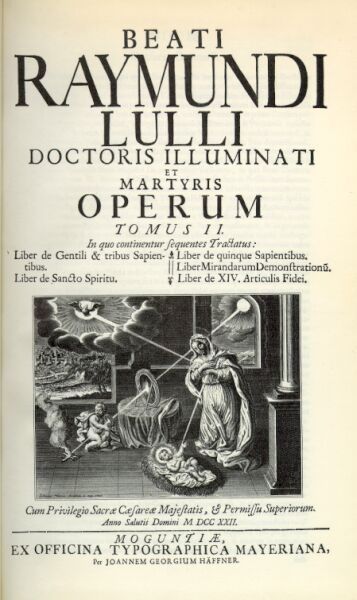 BEATI
RAYMUNDI
LULLI
DOCTORIS ILLUMINATI
ET
MARTYRIS
OPERUM
TOMUS II.
In quo continentur sequentes Tractatus:
Liber de Gentili & tribus Sapien-
tibus.
Liber de Sancto Spiritu.
Liber de quinque Sapientibus.
Liber Mirandarum Demonstrationũ.
Liber de XIV. Articulis Fidei.
Cum Privilegio Sacræ Cæsareæ Majestatis, & Permissu Superiorum.
Anno Salutis Domini M DCC XXII.
MOGUNTIÆ,
EX OFFICINA TYPOGRAPHICA MAYERIANA,
Per JOANNEM GEORGIUM HÄFFNER.